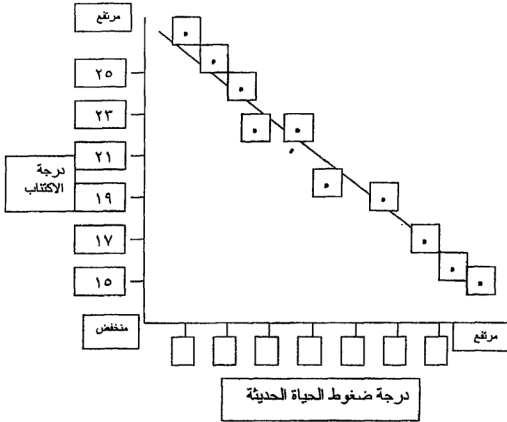 مرتفع
٢٥
٢٣
٢١
درجة
الاكتئاب
١٩
١٧
١٥
منخفض
مرتفع
درجة ضغوط الحياة الحديثة